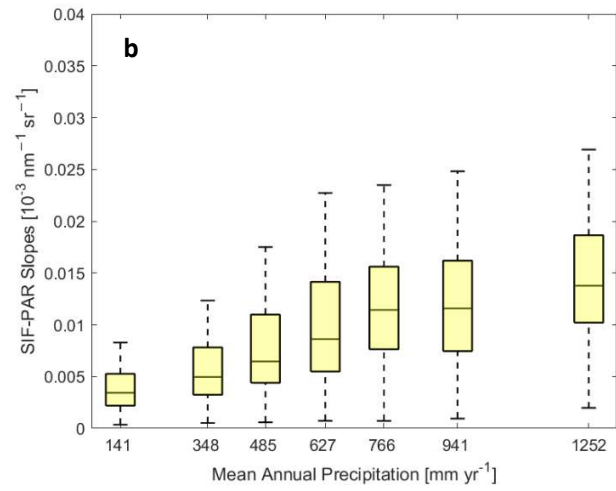 b
0.04
0.035
0.03
0.025
0.02
0.015
0.01
0.005
0
SIF-PAR Slopes [10⁻³ nm⁻¹ sr⁻¹]
141 348 485 627 766 941 1252
Mean Annual Precipitation [mm yr⁻¹]